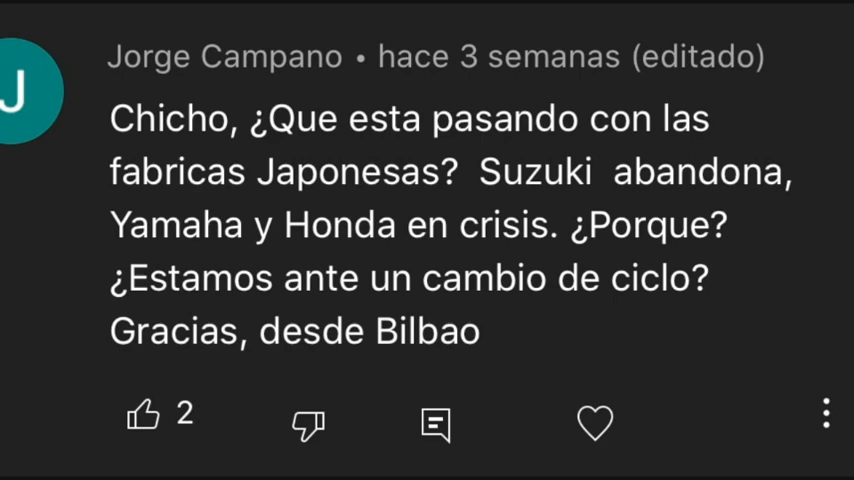 J
Jorge Campano • hace 3 semanas (editado)
Chicho, ¿Que esta pasando con las
fabricas Japonesas? Suzuki abandona,
Yamaha y Honda en crisis. ¿Porque?
¿Estamos ante un cambio de ciclo?
Gracias, desde Bilbao
2